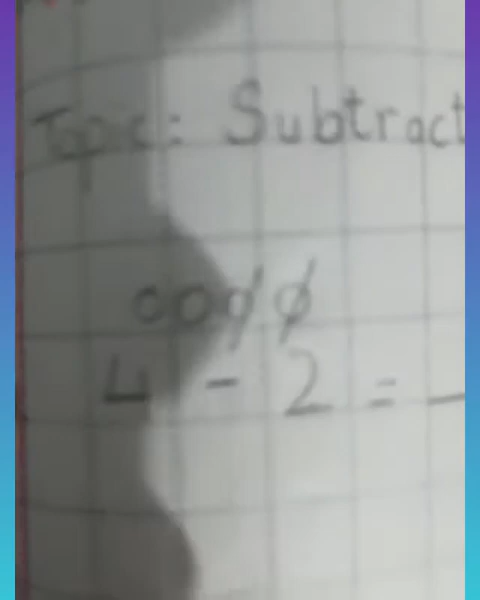 Topic: Subtract
4 - 2 = _